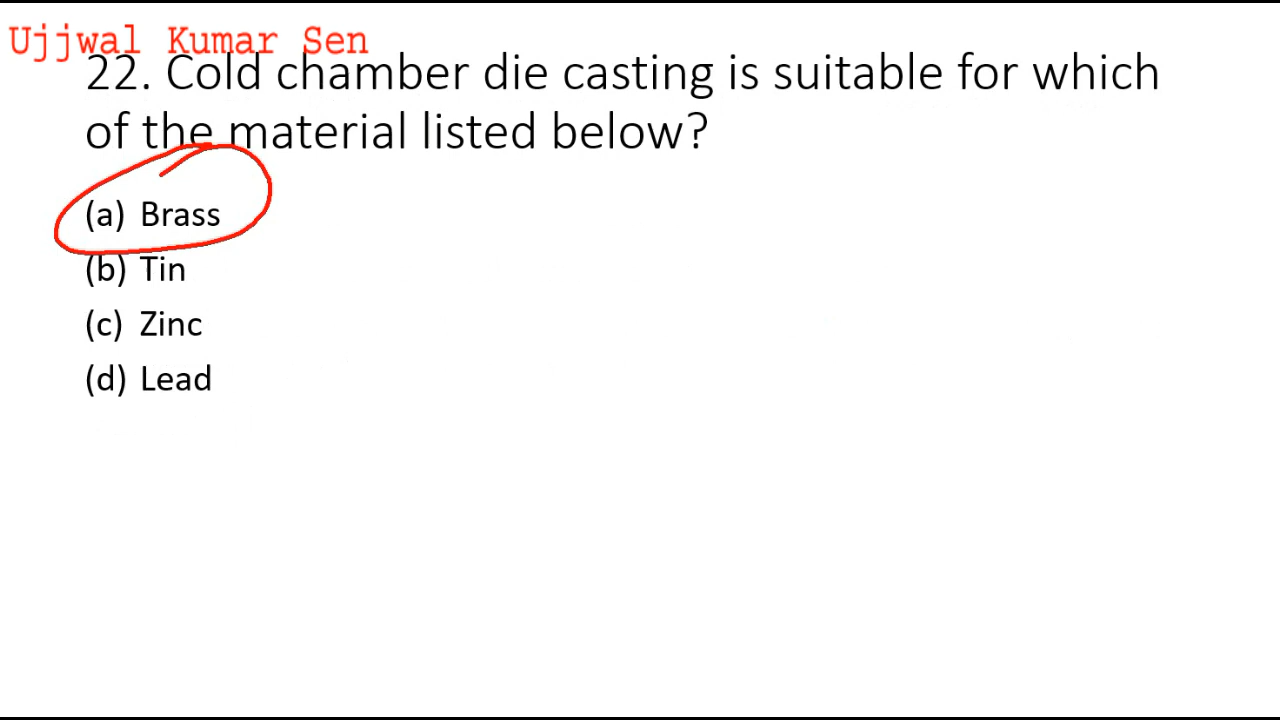 Ujjwal Kumar Sen
22. Cold chamber die casting is suitable for which
of the material listed below?
(a) Brass
(b) Tin
(c) Zinc
(d) Lead